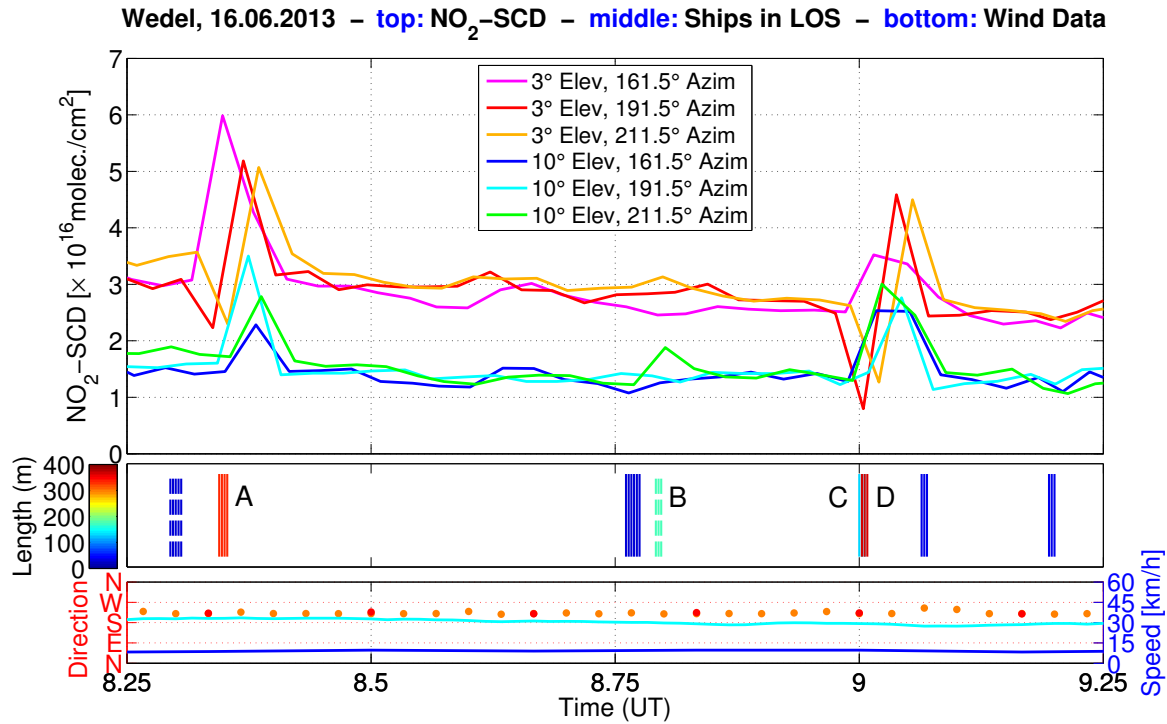 Wedel, 16.06.2013 – top: NO2–SCD – middle: Ships in LOS – bottom: Wind Data
NO2–SCD [× 10^16 molec./cm^2]
7
6
5
4
3
2
1
0
3° Elev, 161.5° Azim
3° Elev, 191.5° Azim
3° Elev, 211.5° Azim
10° Elev, 161.5° Azim
10° Elev, 191.5° Azim
10° Elev, 211.5° Azim
Length (m)
400
300
200
100
0
A
B
C
D
Direction
N
W
S
E
N
60
45
30
15
0
Speed [km/h]
8.25
8.5
8.75
9
9.25
Time (UT)